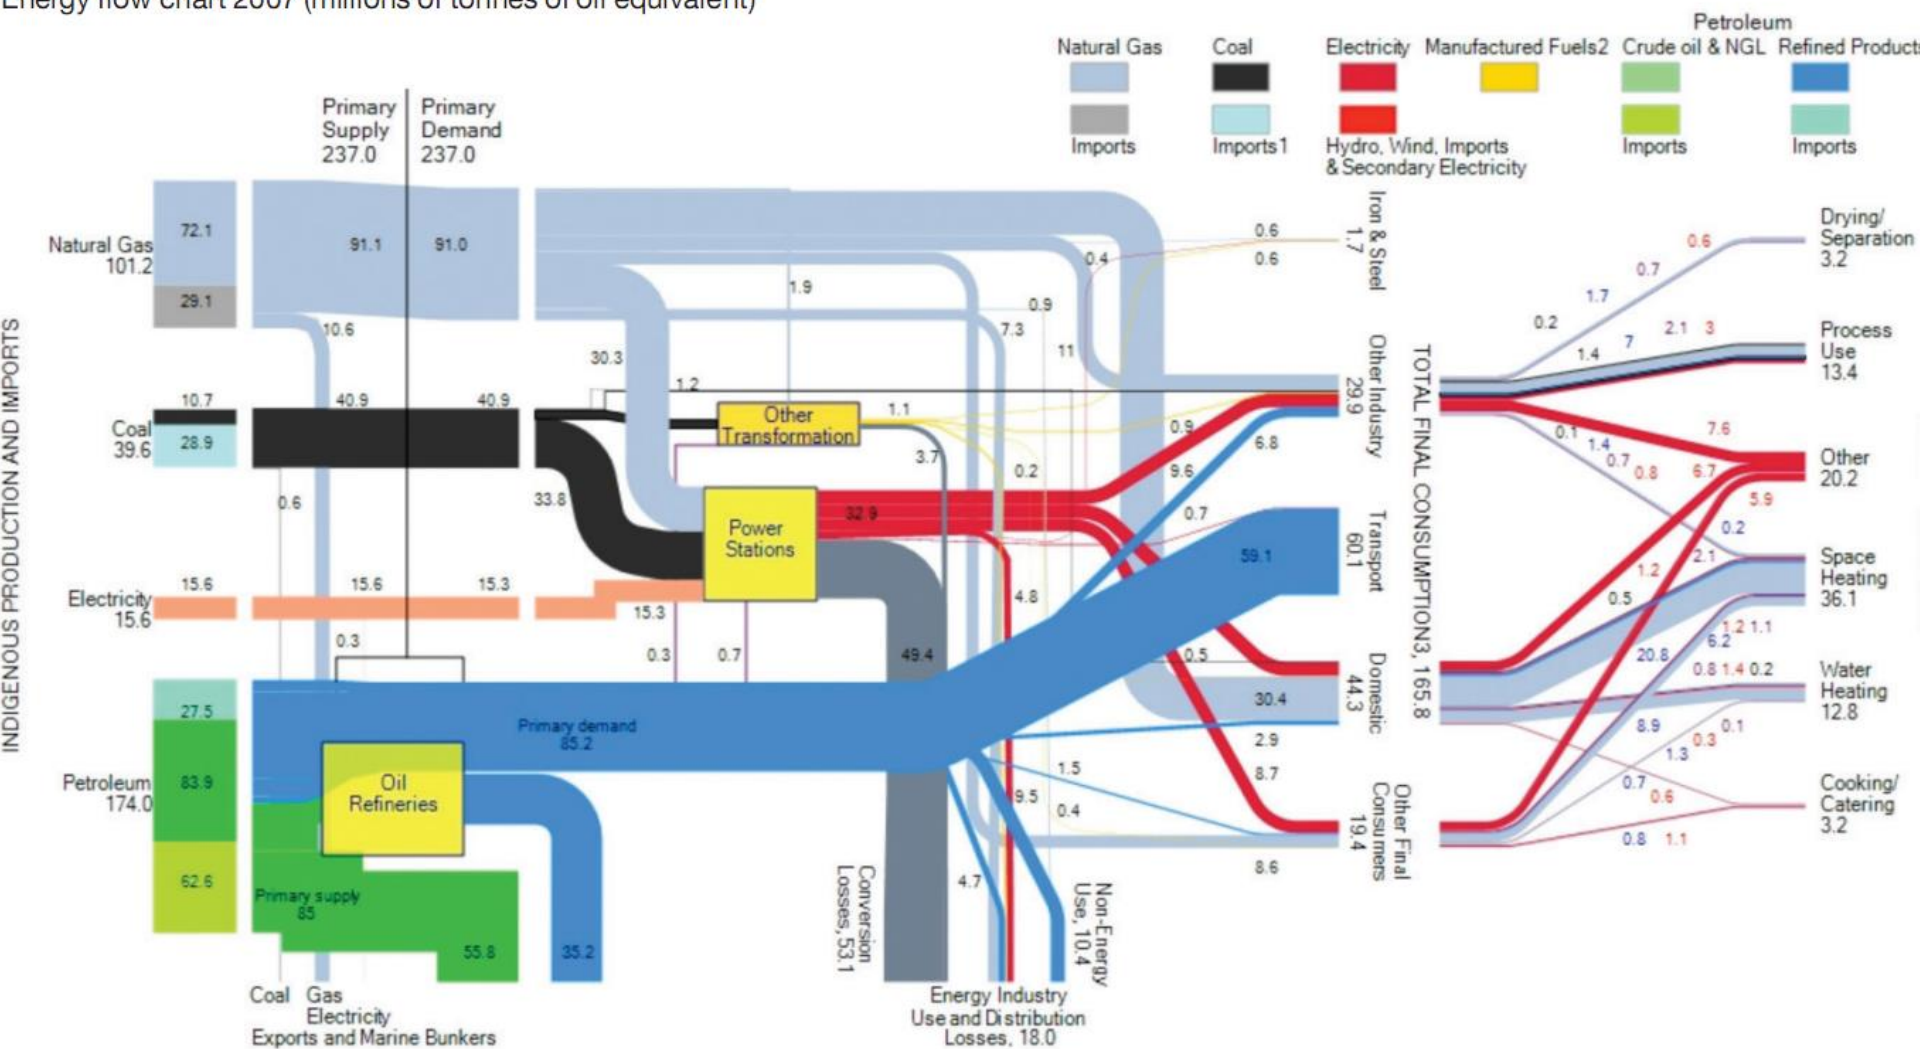 Energy flow chart 2007 (millions of tonnes of oil equivalent)
Petroleum
Natural Gas
Coal
Electricity
Manufactured Fuels2
Crude oil & NGL
Refined Products
Imports
Imports1
Hydro, Wind, Imports
& Secondary Electricity
Imports
Imports
Primary
Supply
237.0
Primary
Demand
237.0
INDIGENOUS PRODUCTION AND IMPORTS
Natural Gas
101.2
72.1
29.1
91.1
91.0
10.6
30.3
1.9
0.9
7.3
11
0.4
0.6
0.6
Iron & Steel
1.7
Coal
39.6
10.7
28.9
40.9
40.9
0.6
33.8
1.2
Other
Transformation
1.1
3.7
0.2
0.9
9.6
6.8
Other Industry
29.9
Electricity
15.6
15.6
15.6
15.3
15.3
0.3
0.3
0.7
Power
Stations
32.9
49.4
4.8
0.7
59.1
Transport
60.1
0.5
30.4
2.9
8.7
Domestic
44.3
Petroleum
174.0
27.5
83.9
62.6
Primary demand
85.2
Oil
Refineries
Primary supply
85
55.8
35.2
1.5
9.5
0.4
4.7
8.6
Other Final
Consumers
19.4
Conversion
Losses, 53.1
Non-Energy
Use, 10.4
Coal
Gas
Electricity
Exports and Marine Bunkers
Energy Industry
Use and Distribution
Losses, 18.0
TOTAL FINAL CONSUMPTION3, 165.8
0.2
1.7
0.7
0.6
Drying/
Separation
3.2
1.4
7
2.1
3
Process
Use
13.4
0.1
1.4
0.7
0.8
7.6
6.7
5.9
Other
20.2
0.2
2.1
1.2
0.5
Space
Heating
36.1
20.8
6.2
1.2
1.1
0.8
1.4
0.2
Water
Heating
12.8
8.9
1.3
0.3
0.1
0.7
0.6
0.8
1.1
Cooking/
Catering
3.2